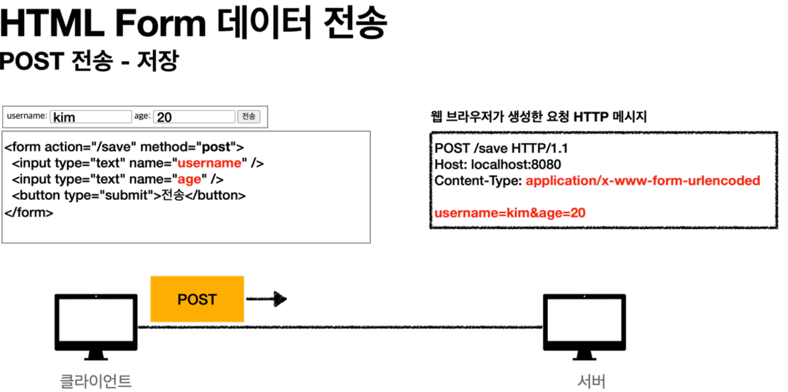 HTML Form 데이터 전송
POST 전송 - 저장
username: kim age: 20 전송
<form action="/save" method="post">
<input type="text" name="username" />
<input type="text" name="age" />
<button type="submit">전송</button>
</form>
웹 브라우저가 생성한 요청 HTTP 메시지
POST /save HTTP/1.1
Host: localhost:8080
Content-Type: application/x-www-form-urlencoded
username=kim&age=20
POST
클라이언트
서버